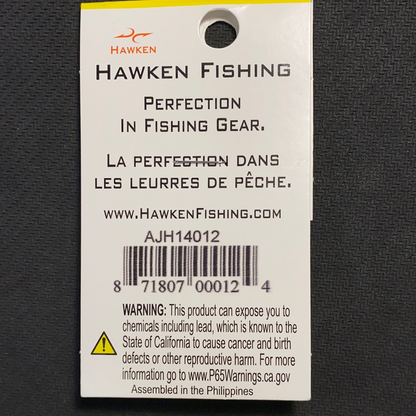 HAWKEN
HAWKEN FISHING
PERFECTION
IN FISHING GEAR.
LA PERFECTION DANS
LES LEURRES DE PÊCHE.
WWW.HAWKENFISHING.COM
AJH14012
8 71807 00012 4
WARNING: This product can expose you to
chemicals including lead, which is known to the
State of California to cause cancer and birth
defects or other reproductive harm. For more
information go to www.P65Warnings.ca.gov
Assembled in the Philippines